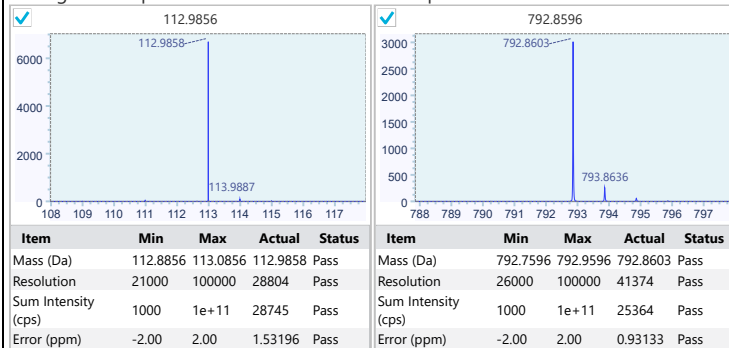 112.9856
792.8596
112.9858
6000
4000
2000
0
113.9887
108 109 110 111 112 113 114 115 116 117
792.8603
3000
2500
2000
1500
1000
500
0
793.8636
788 789 790 791 792 793 794 795 796 797
Item Min Max Actual Status
Mass (Da) 112.8856 113.0856 112.9858 Pass
Resolution 21000 100000 28804 Pass
Sum Intensity
(cps) 1000 1e+11 28745 Pass
Error (ppm) -2.00 2.00 1.53196 Pass
Item Min Max Actual Status
Mass (Da) 792.7596 792.9596 792.8603 Pass
Resolution 26000 100000 41374 Pass
Sum Intensity
(cps) 1000 1e+11 25364 Pass
Error (ppm) -2.00 2.00 0.93133 Pass